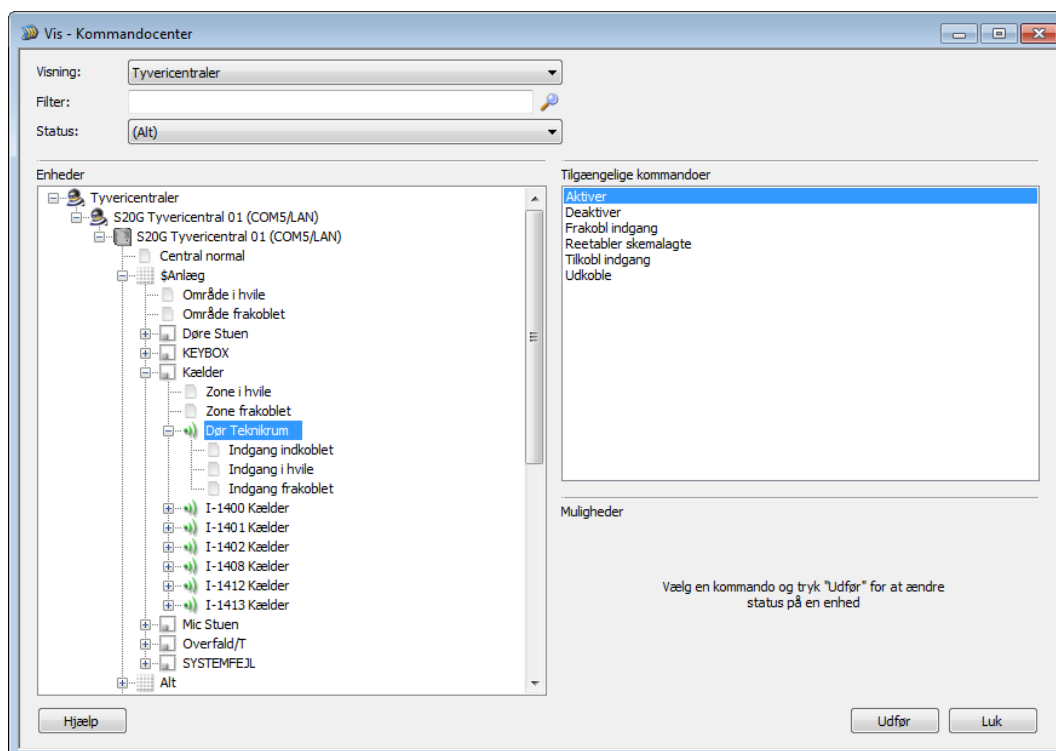 Vis - Kommandocenter
Visning:
Tyvericentraler
Filter:
Status:
(Alt)
Enheder
Tyvericentraler
S20G Tyvericentral 01 (COM5/LAN)
S20G Tyvericentral 01 (COM5/LAN)
Central normal
$Anlæg
Område i hvile
Område frakoblet
Døre Stuen
KEYBOX
Kælder
Zone i hvile
Zone frakoblet
Dør Teknikrum
Indgang indkoblet
Indgang i hvile
Indgang frakoblet
I-1400 Kælder
I-1401 Kælder
I-1402 Kælder
I-1408 Kælder
I-1412 Kælder
I-1413 Kælder
Mic Stuen
Overfald/T
SYSTEMFEJL
Alt
Tilgængelige kommandoer
Aktiver
Deaktiver
Frakobl indgang
Reetabler skemalagte
Tilkobl indgang
Udkoble
Muligheder
Vælg en kommando og tryk "Udfør" for at ændre
status på en enhed
Hjælp
Udfør
Luk